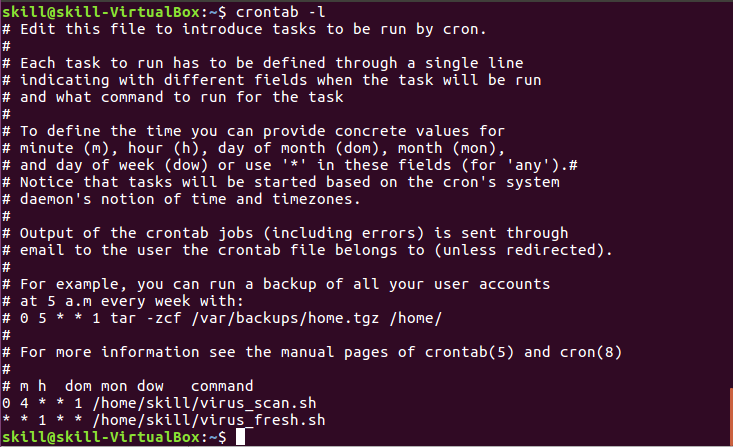 skill@skill-VirtualBox:~$ crontab -l
# Edit this file to introduce tasks to be run by cron.
#
# Each task to run has to be defined through a single line
# indicating with different fields when the task will be run
# and what command to run for the task
#
# To define the time you can provide concrete values for
# minute (m), hour (h), day of month (dom), month (mon),
# and day of week (dow) or use '*' in these fields (for 'any').#
# Notice that tasks will be started based on the cron's system
# daemon's notion of time and timezones.
#
# Output of the crontab jobs (including errors) is sent through
# email to the user the crontab file belongs to (unless redirected).
#
# For example, you can run a backup of all your user accounts
# at 5 a.m every week with:
# 0 5 * * 1 tar -zcf /var/backups/home.tgz /home/
#
# For more information see the manual pages of crontab(5) and cron(8)
#
# m h  dom mon dow   command
0 4 * * 1 /home/skill/virus_scan.sh
* * 1 * * /home/skill/virus_fresh.sh
skill@skill-VirtualBox:~$